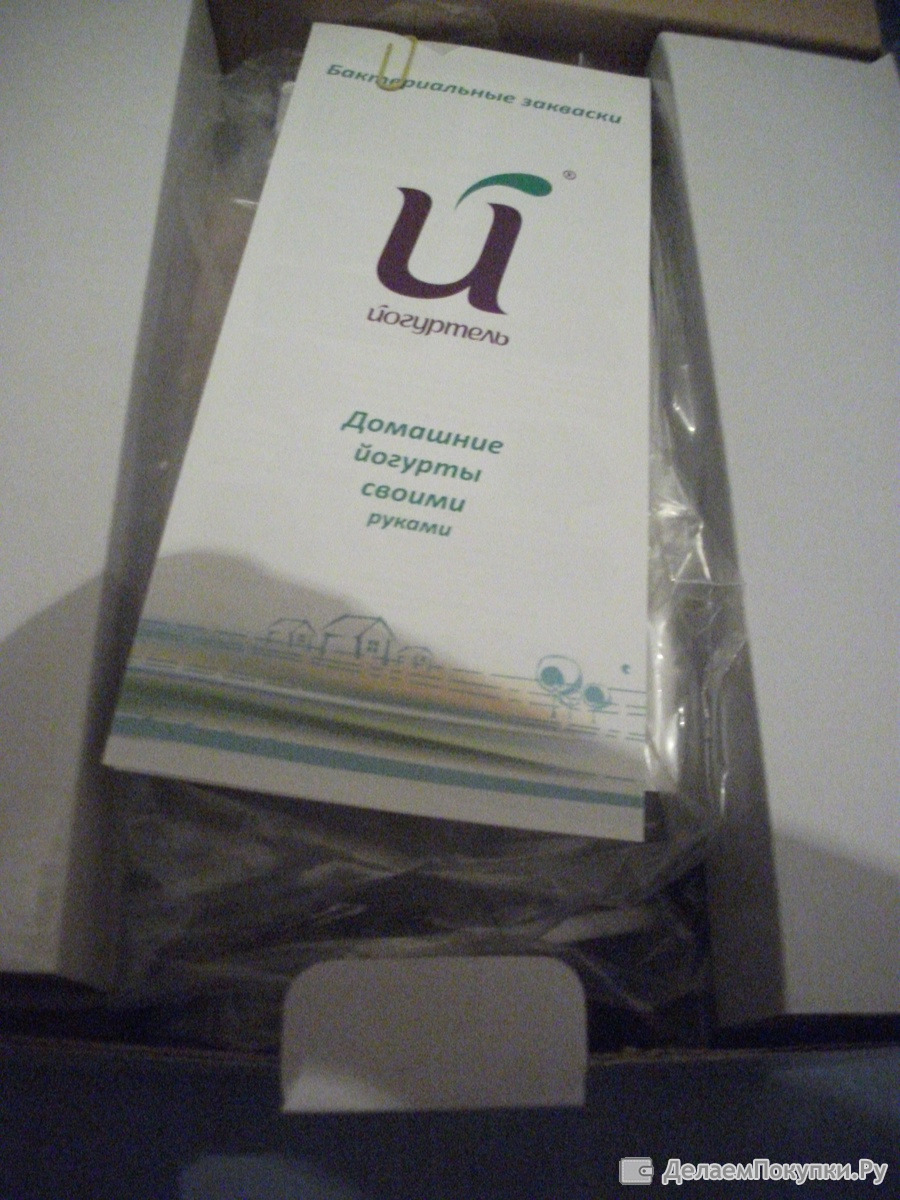 Бактериальные закваски
й®
йогуртель
Домашние
йогурты
своими
руками
ДелаемПокупки.Ру